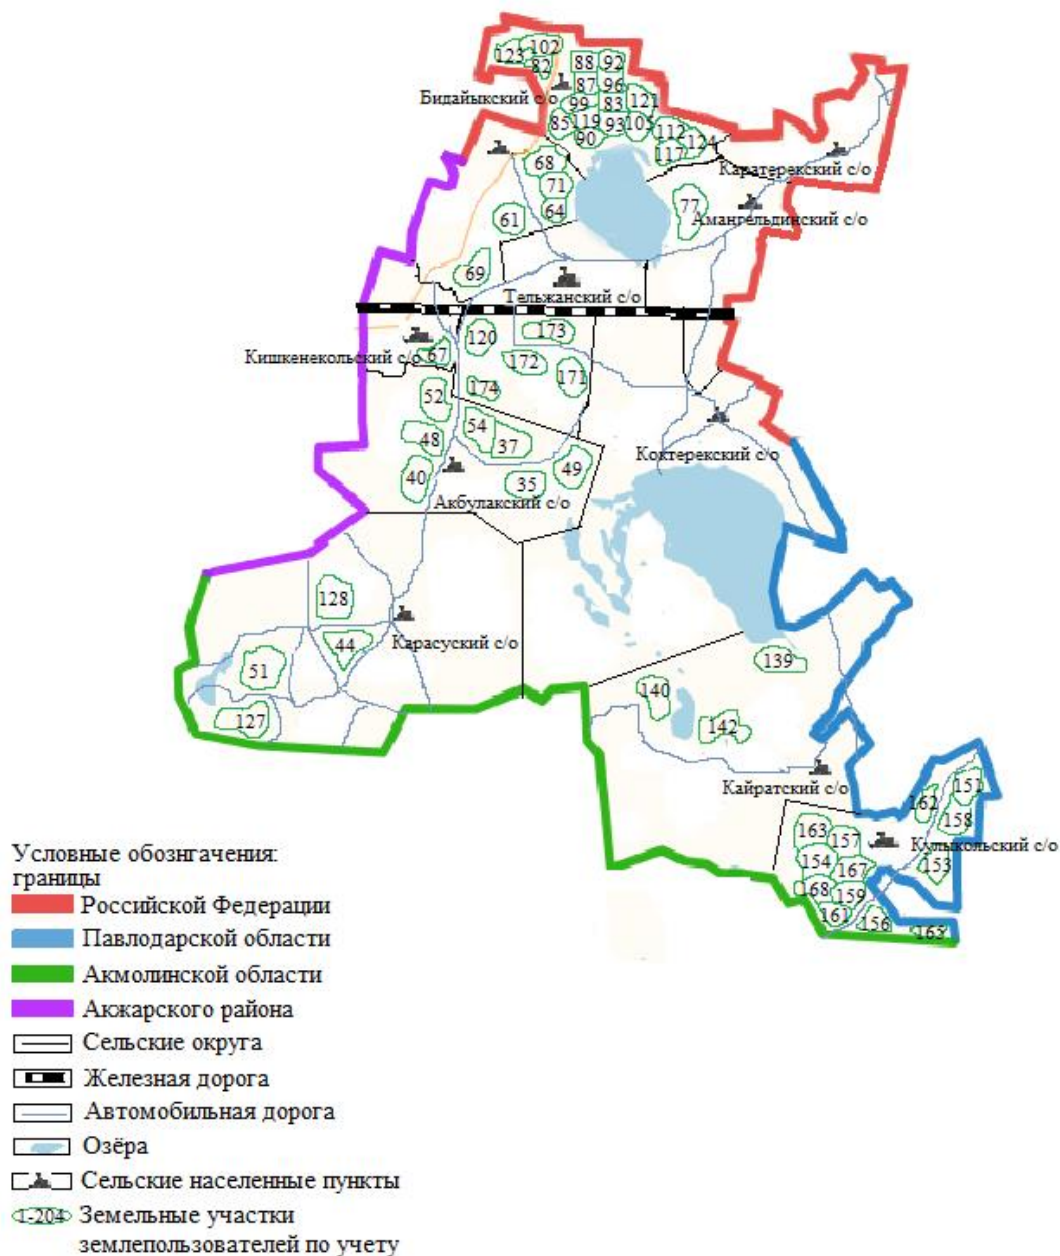 102
123
82
88 92
87 96
Бидайыкский с/о
99 83 121
85 119 93 105
90
112
124
117
68
Каратерекский с/о
71
77
64
61
Амангельдинский с/о
69
Тельжанский с/о
173
120
Кишкенекольский с/о
67
172
171
174
52
54
48
37
Коктерекский с/о
40
49
35
Акбулакский с/о
128
44
Карасуский с/о
51
139
140
127
142
Кайратский с/о
151
162
158
163
157
Кулыкольский с/о
154
153
167
168 159
161
156
165
Условные обознгачения:
границы
Российской Федерации
Павлодарской области
Акмолинской области
Акжарского района
Сельские округа
Железная дорога
Автомобильная дорога
Озёра
Сельские населенные пункты
1-204 Земельные участки
землепользователей по учету